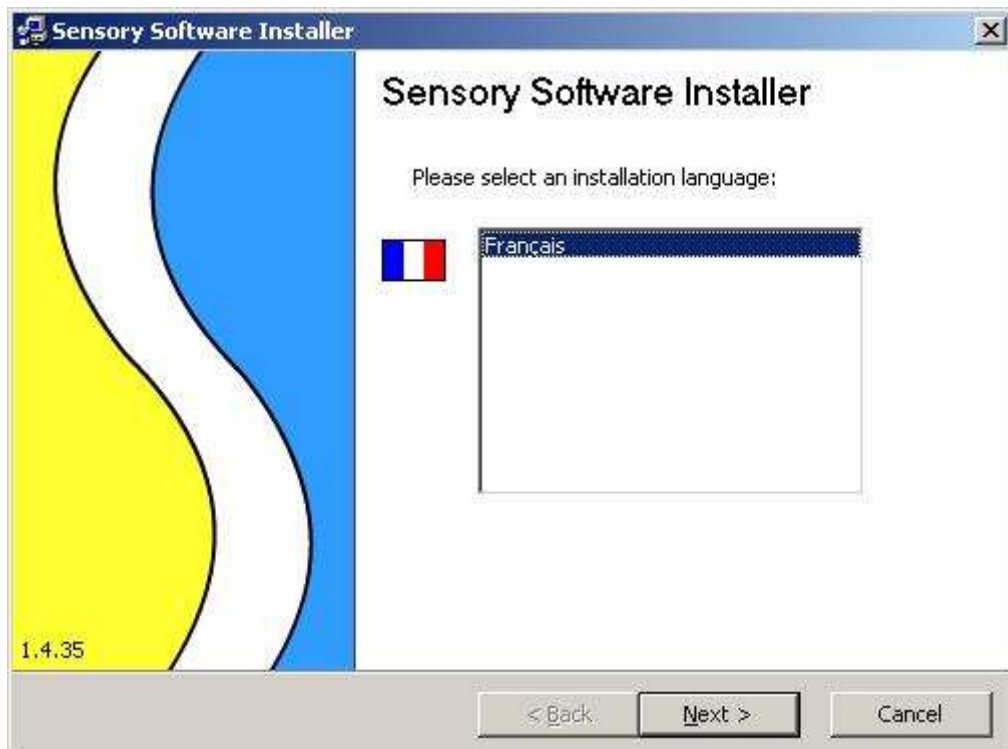 Sensory Software Installer
Sensory Software Installer
Please select an installation language:
Français
1.4.35
< Back
Next >
Cancel